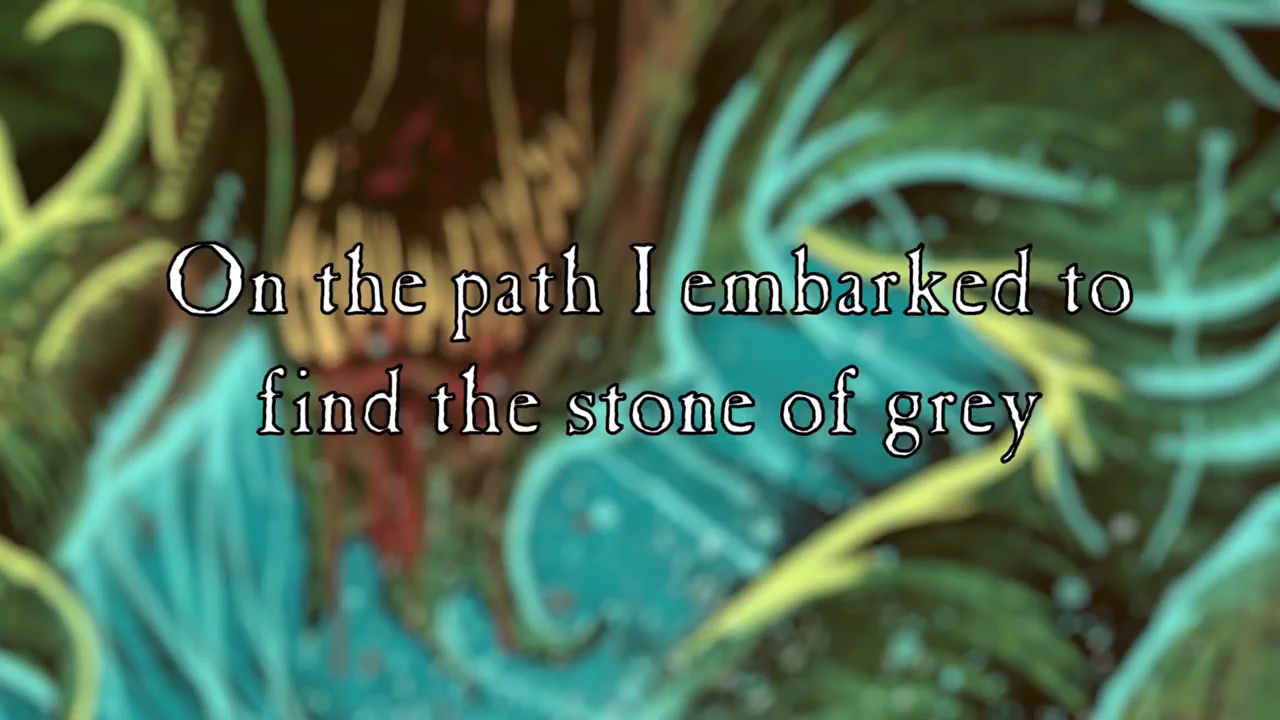 On the path I embarked to
find the stone of grey